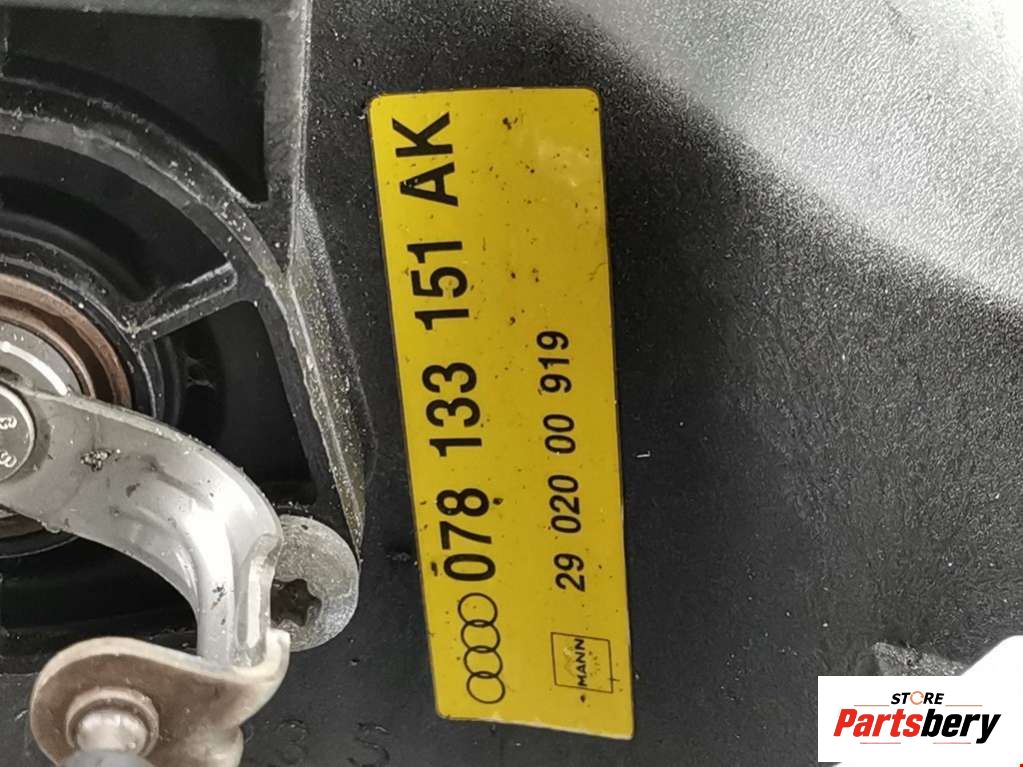 078 133 151 AK
29 020 00 919
MANN
STORE
Partsbery